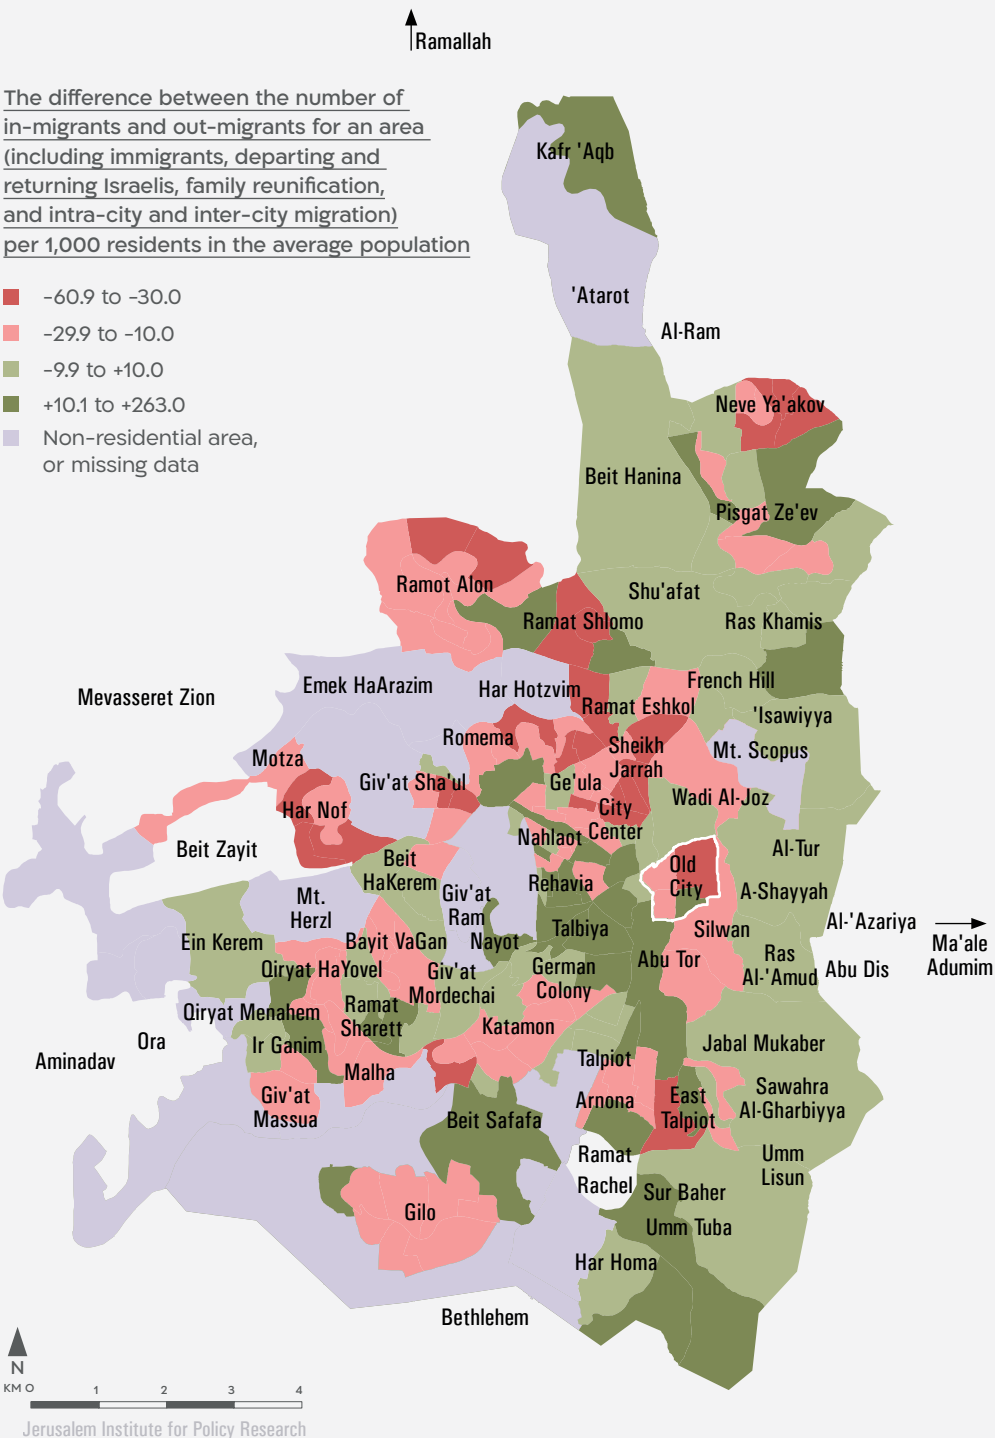 Ramallah
The difference between the number of
in-migrants and out-migrants for an area
(including immigrants, departing and
returning Israelis, family reunification,
and intra-city and inter-city migration)
per 1,000 residents in the average population
-60.9 to -30.0
-29.9 to -10.0
-9.9 to +10.0
+10.1 to +263.0
Non-residential area,
or missing data
Kafr 'Aqb
'Atarot
Al-Ram
Neve Ya'akov
Beit Hanina
Pisgat Ze'ev
Ramot Alon
Shu'afat
Ramat Shlomo
Ras Khamis
Emek HaArazim
Har Hotzvim
French Hill
Mevasseret Zion
Ramat Eshkol
'Isawiyya
Romema
Sheikh
Jarrah
Mt. Scopus
Motza
Giv'at Sha'ul
Ge'ula
Wadi Al-Joz
Har Nof
City
Center
Nahlaot
Beit Zayit
Beit
HaKerem
Old
City
Al-Tur
Mt.
Herzl
Giv'at
Ram
Rehavia
A-Shayyah
Al-'Azariya
Ein Kerem
Bayit VaGan
Nayot
Talbiya
Silwan
Ma'ale
Adumim
Qiryat HaYovel
Giv'at
Mordechai
German
Colony
Abu Tor
Ras
Al-'Amud
Abu Dis
Qiryat Menahem
Ramat
Sharett
Katamon
Ora
Ir Ganim
Jabal Mukaber
Aminadav
Malha
Talpiot
Giv'at
Massua
Arnona
East
Talpiot
Sawahra
Al-Gharbiyya
Beit Safafa
Ramat
Rachel
Umm
Lisun
Sur Baher
Gilo
Umm Tuba
Har Homa
Bethlehem
N
KM 0 1 2 3 4
Jerusalem Institute for Policy Research